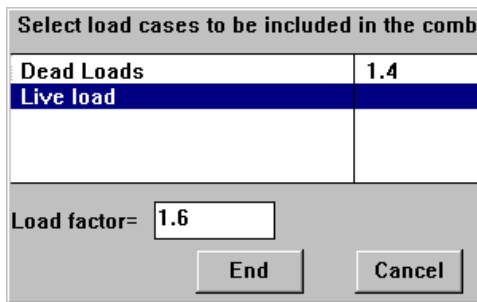 Select load cases to be included in the comb
Dead Loads 1.4
Live load
Load factor= 1.6
End Cancel